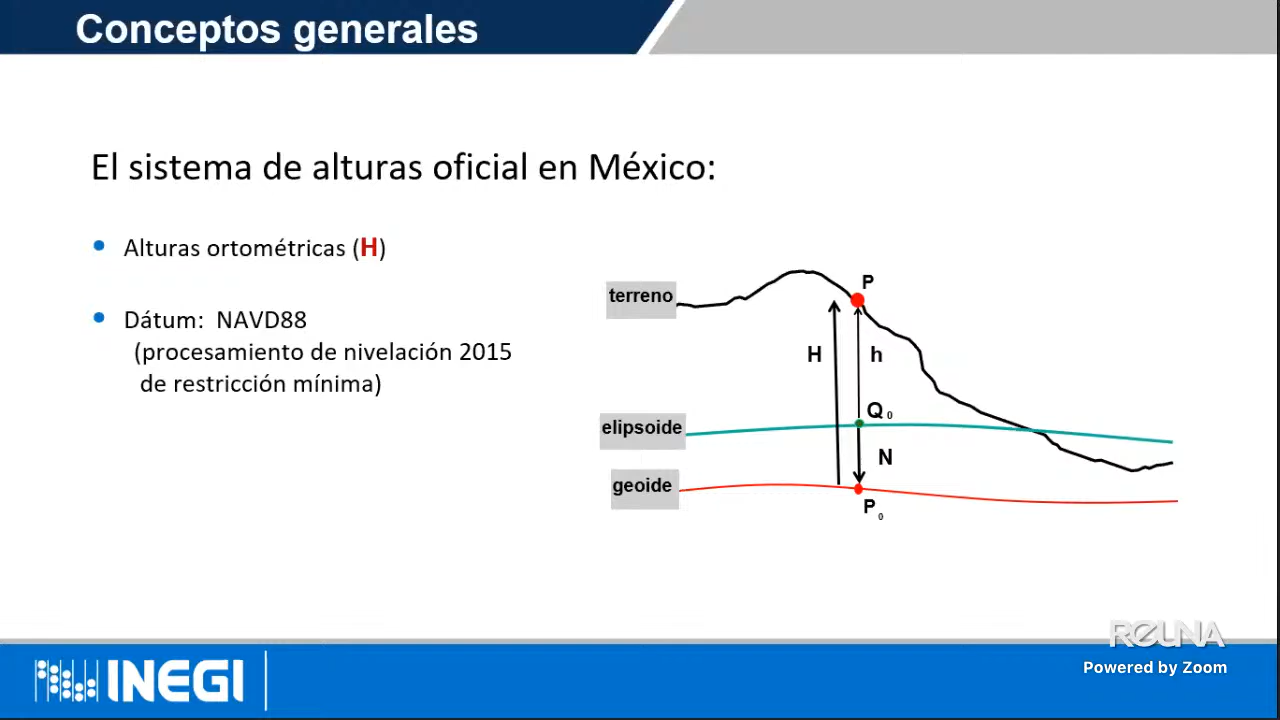 Conceptos generales
El sistema de alturas oficial en México:
Alturas ortométricas (H)
Dátum: NAVD88
(procesamiento de nivelación 2015
de restricción mínima)
terreno
P
H
h
Q₀
elipsoide
N
geoide
P₀
INEGI
REUNA
Powered by Zoom